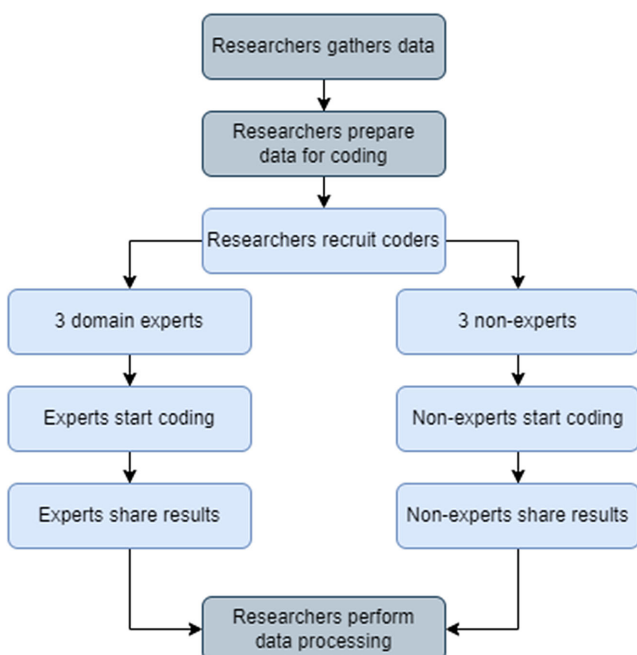 Researchers gathers data
Researchers prepare
data for coding
Researchers recruit coders
3 domain experts
3 non-experts
Experts start coding
Non-experts start coding
Experts share results
Non-experts share results
Researchers perform
data processing